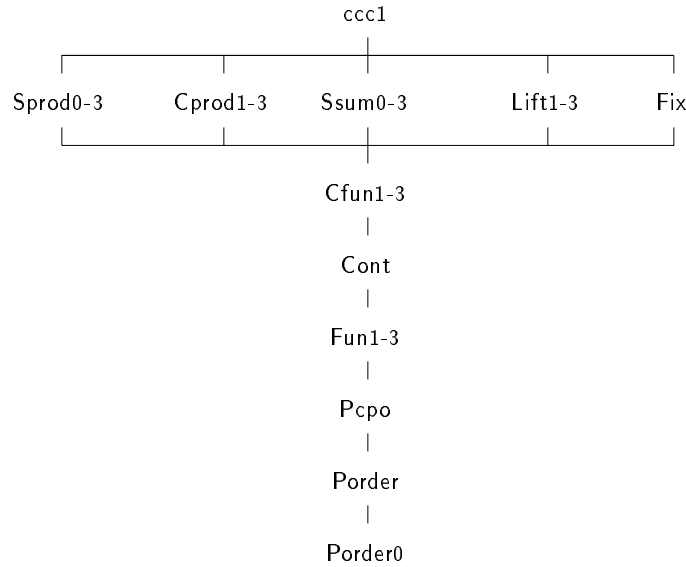 ccc1
Sprod0-3 Cprod1-3 Ssum0-3 Lift1-3 Fix
Cfun1-3
Cont
Fun1-3
Pcpo
Porder
Porder0